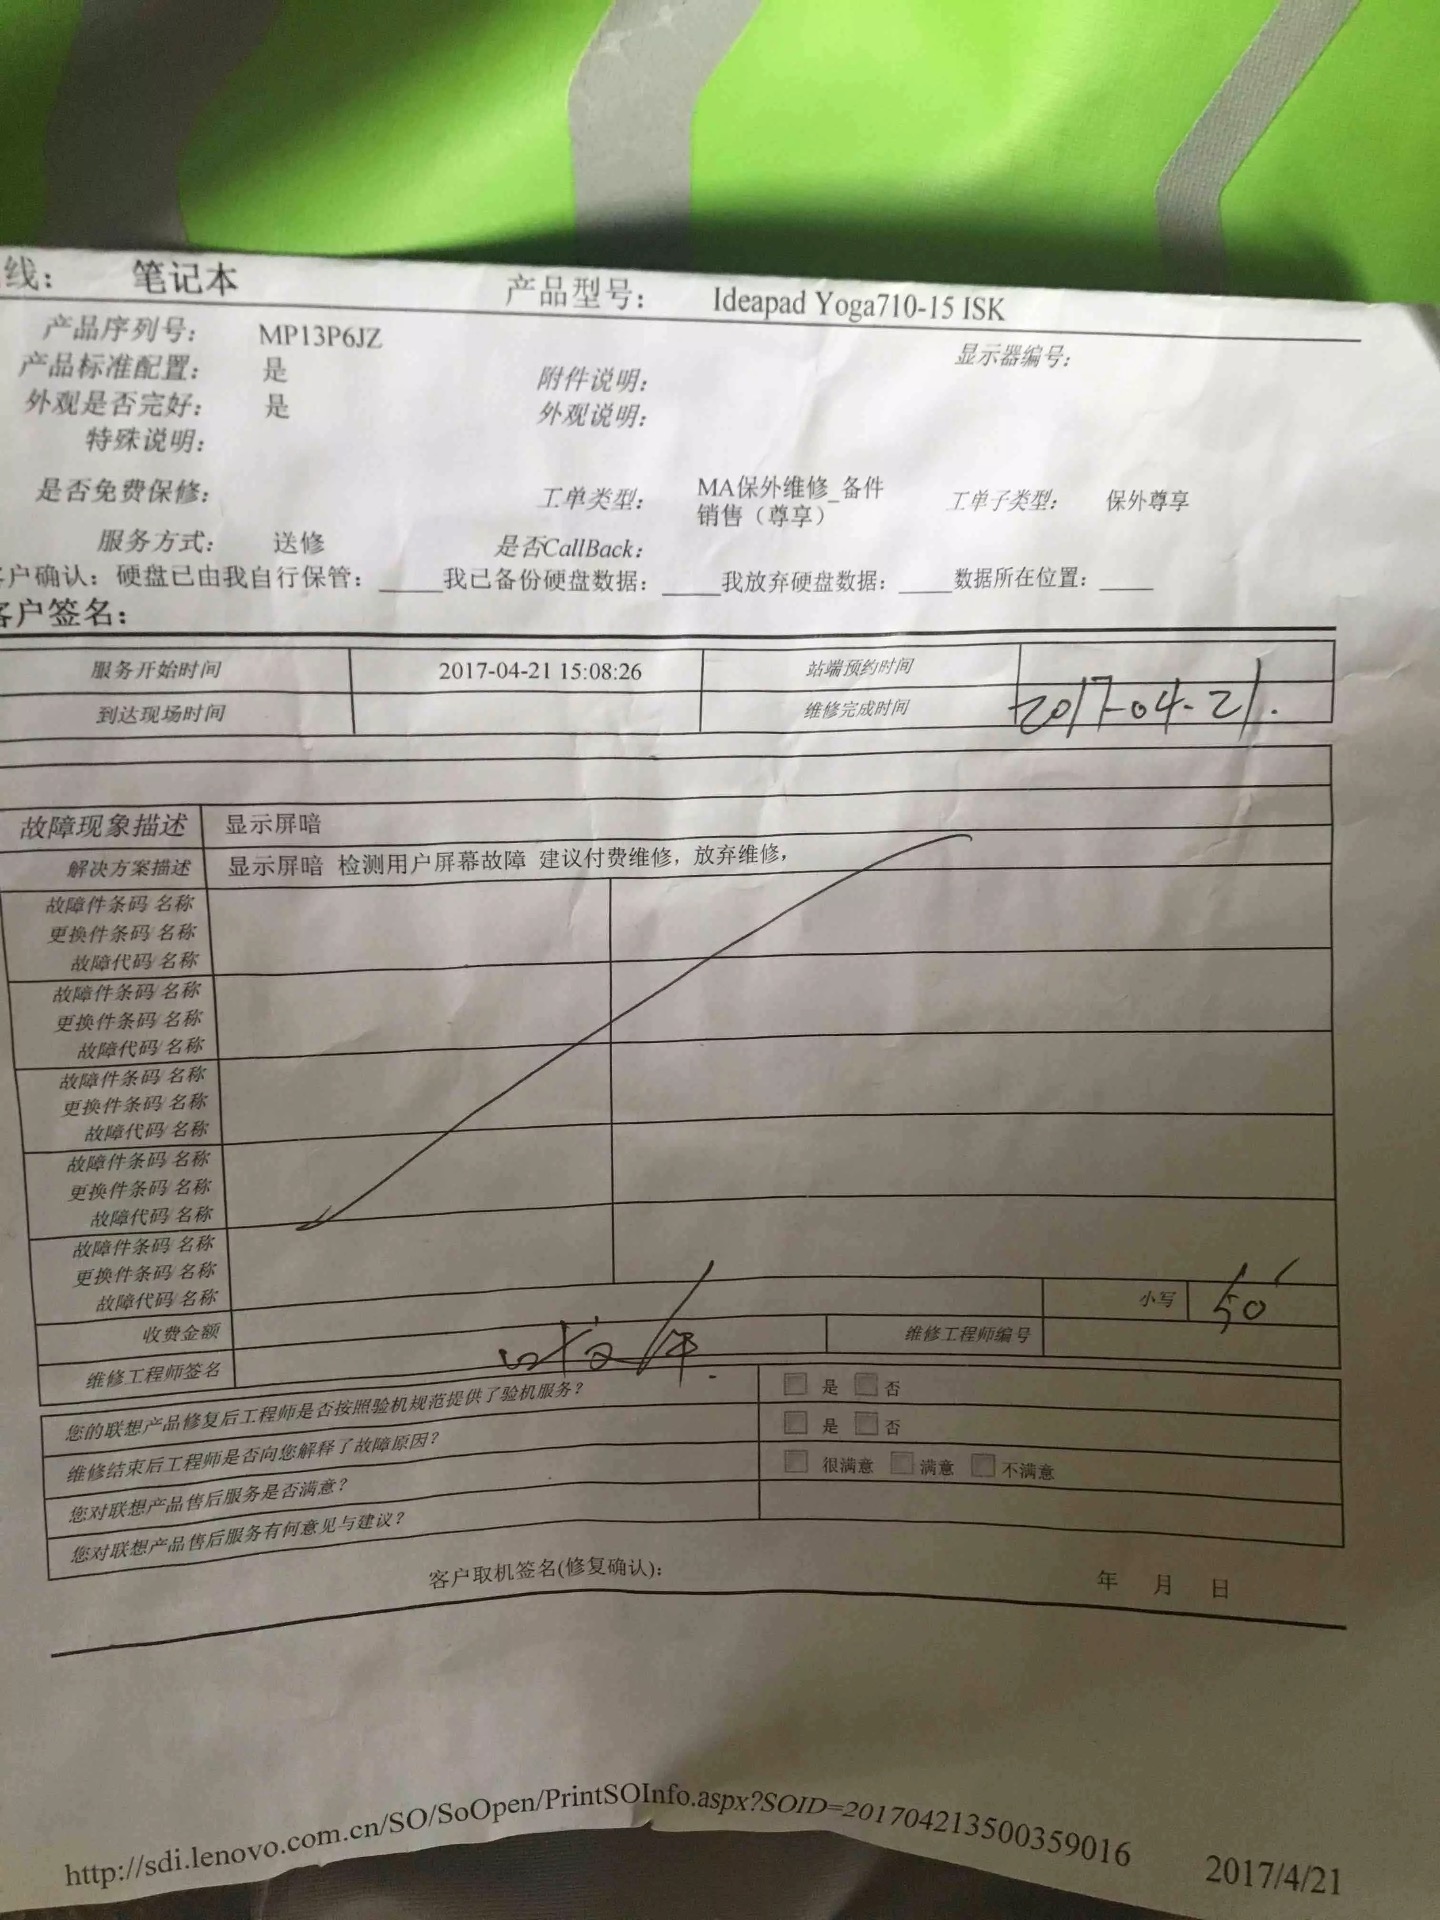 线： 笔记本 产品型号： Ideapad Yoga710-15 ISK
产品序列号： MP13P6JZ 显示器编号：
产品标准配置： 是 附件说明：
外观是否完好： 是 外观说明：
特殊说明：
是否免费保修： 工单类型： MA保外维修_备件 工单子类型： 保外尊享
销售（尊享）
服务方式： 送修 是否CallBack：
客户确认：硬盘已由我自行保管：____我已备份硬盘数据：____我放弃硬盘数据：____数据所在位置：____
客户签名：
服务开始时间 2017-04-21 15:08:26 站端预约时间
到达现场时间 维修完成时间 2017-04-21.
故障现象描述 显示屏暗
解决方案描述 显示屏暗 检测用户屏幕故障 建议付费维修，放弃维修，
故障件条码/名称
更换件条码/名称
故障代码/名称
故障件条码/名称
更换件条码/名称
故障代码/名称
故障件条码/名称
更换件条码/名称
故障代码/名称
故障件条码/名称
更换件条码/名称
故障代码/名称
故障件条码/名称
更换件条码/名称
故障代码/名称
收费金额 小写 50
维修工程师签名 维修工程师编号
您的联想产品修复后工程师是否按照验机规范提供了验机服务？ 是 否
维修结束后工程师是否向您解释了故障原因？ 是 否
您对联想产品售后服务是否满意？ 很满意 满意 不满意
您对联想产品售后服务有何意见与建议？
客户取机签名(修复确认)： 年 月 日
http://sdi.lenovo.com.cn/SO/SoOpen/PrintSOInfo.aspx?SOID=201704213500359016 2017/4/21